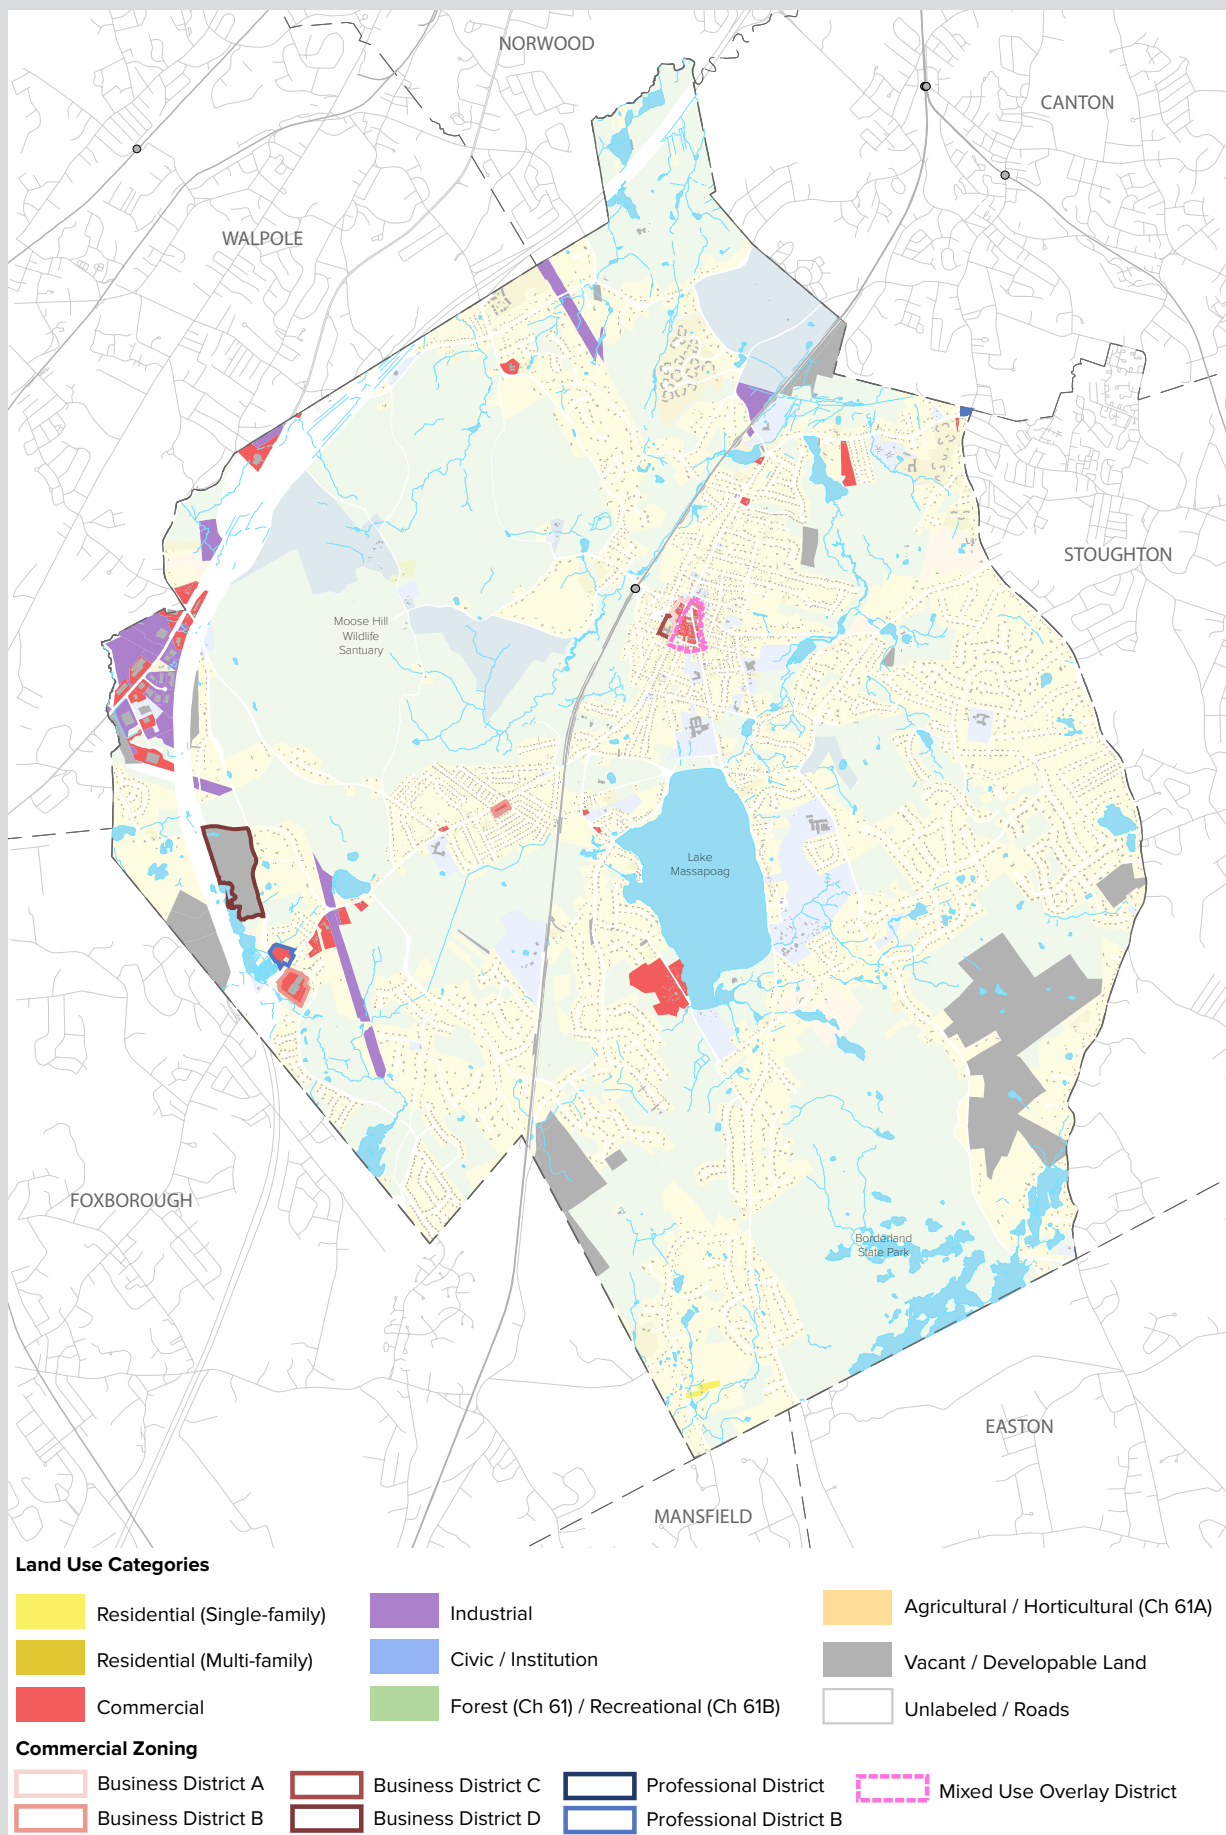 NORWOOD
CANTON
WALPOLE
STOUGHTON
Moose Hill
Wildlife
Santuary
Lake
Massapoag
FOXBOROUGH
Borderland
State Park
EASTON
MANSFIELD
Land Use Categories
Residential (Single-family)
Residential (Multi-family)
Commercial
Industrial
Civic / Institution
Forest (Ch 61) / Recreational (Ch 61B)
Agricultural / Horticultural (Ch 61A)
Vacant / Developable Land
Unlabeled / Roads
Commercial Zoning
Business District A
Business District B
Business District C
Business District D
Professional District
Professional District B
Mixed Use Overlay District